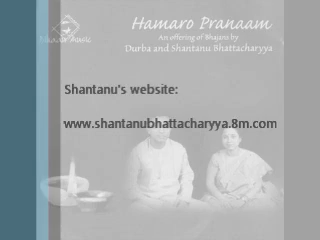 Hamaro Pranaam
An offering of Bhajans by
Durba and Shantanu Bhattacharyya
Shantanu's website:
www.shantanubhattacharyya.8m.com